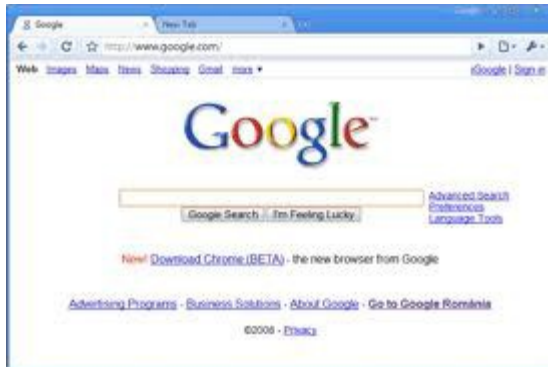 Google
New Tab
http://www.google.com/
Web Images Maps News Shopping Gmail more ▼
iGoogle | Sign in
Google
Advanced Search
Preferences
Language Tools
Google Search I'm Feeling Lucky
New! Download Chrome (BETA) - the new browser from Google
Advertising Programs - Business Solutions - About Google - Go to Google România
©2008 - Privacy